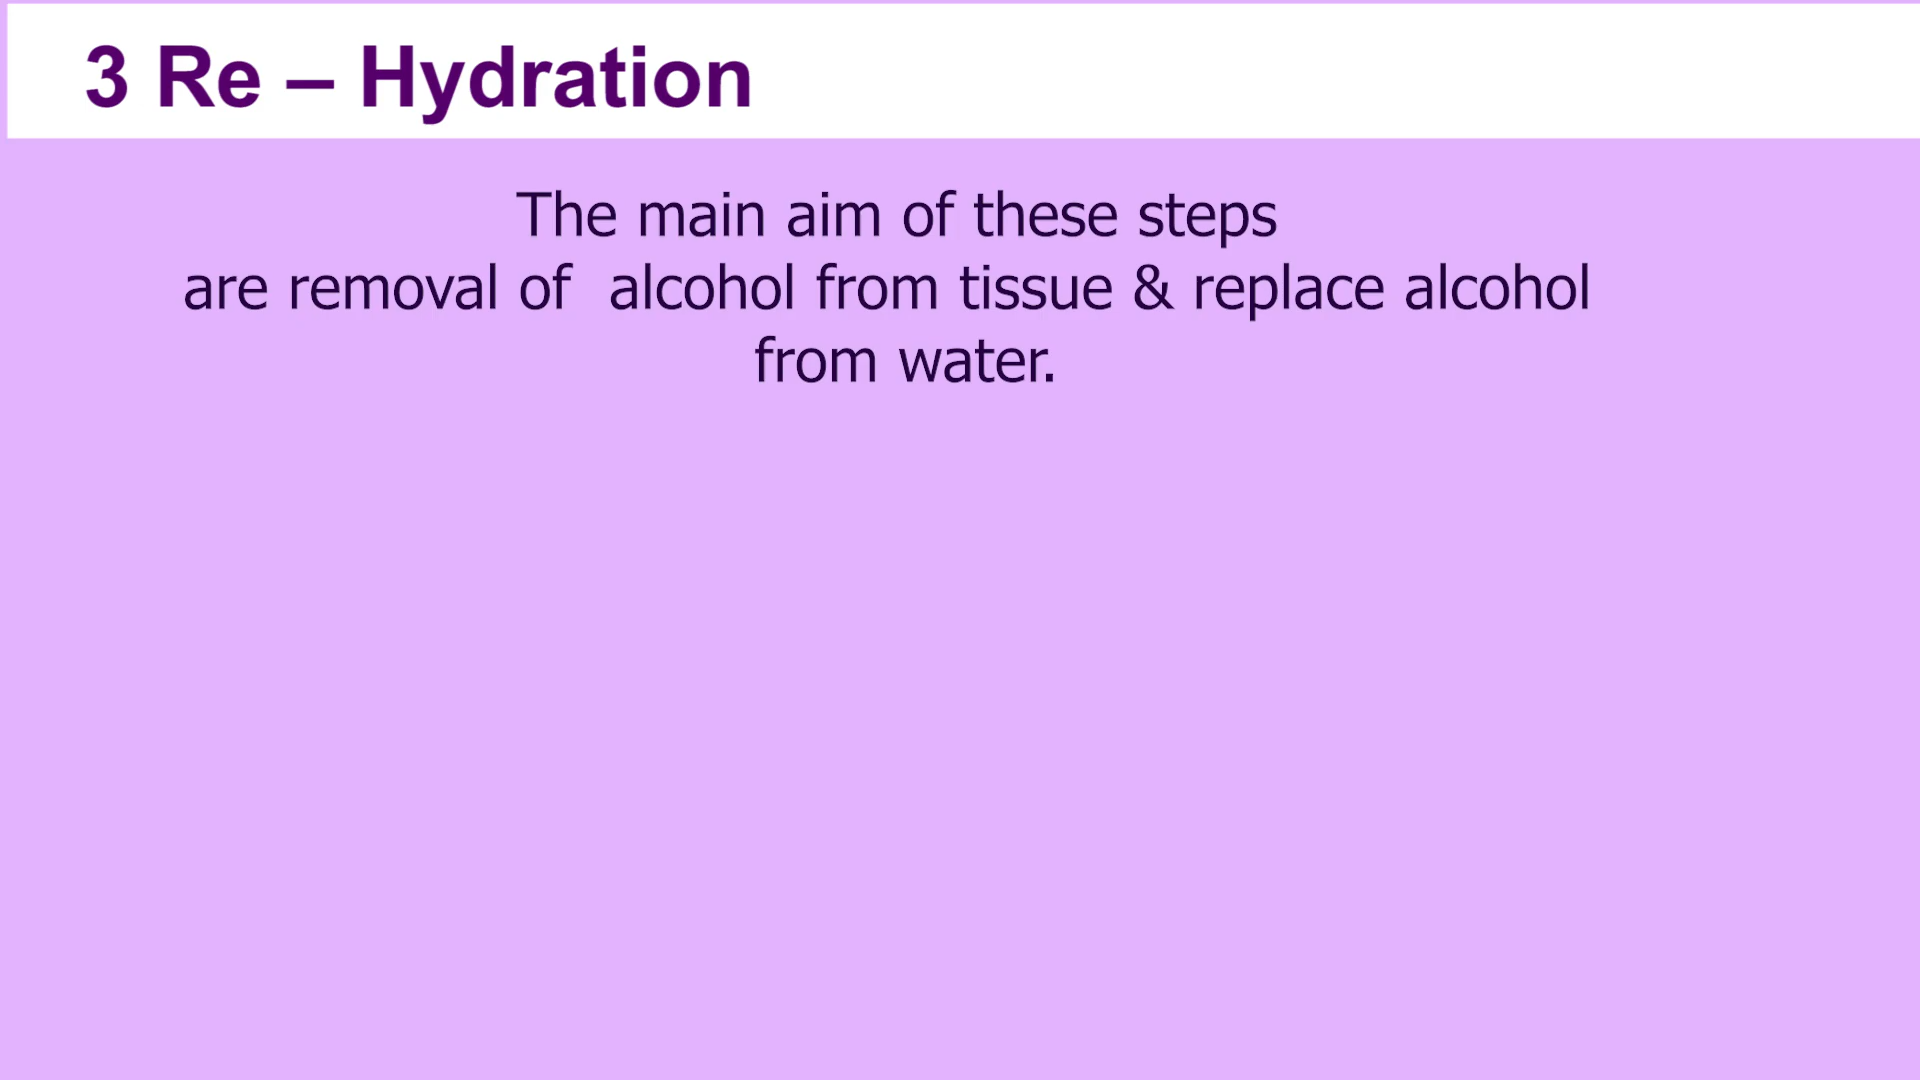 3 Re – Hydration
The main aim of these steps
are removal of  alcohol from tissue & replace alcohol
from water.